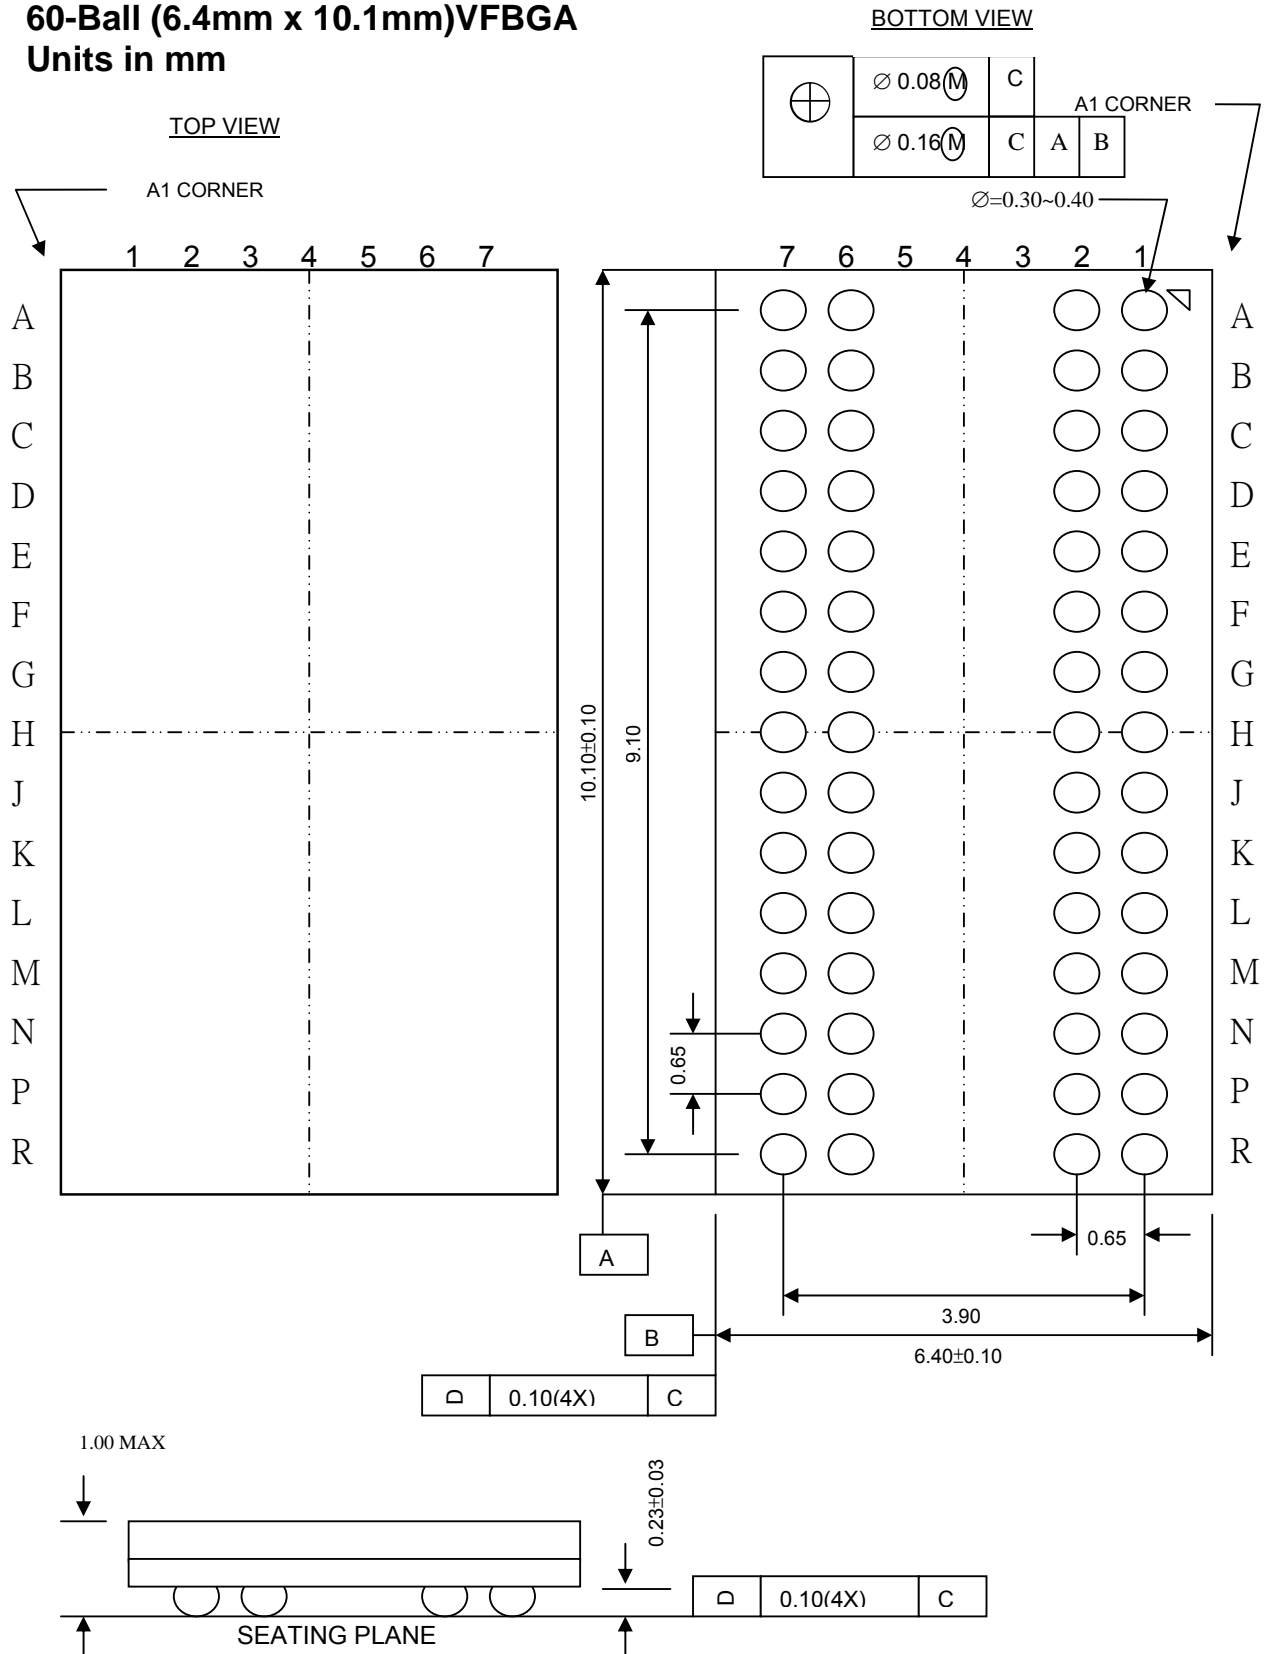 60-Ball (6.4mm x 10.1mm)VFBGA
Units in mm
BOTTOM VIEW
∅ 0.08Ⓜ C
∅ 0.16Ⓜ C A B
A1 CORNER
∅=0.30~0.40
TOP VIEW
A1 CORNER
1 2 3 4 5 6 7
7 6 5 4 3 2 1
A
B
C
D
E
F
G
H
J
K
L
M
N
P
R
10.10±0.10
9.10
0.65
A
B
C
D
E
F
G
H
J
K
L
M
N
P
R
0.65
A
3.90
B
6.40±0.10
D 0.10(4X) C
1.00 MAX
0.23±0.03
D 0.10(4X) C
SEATING PLANE